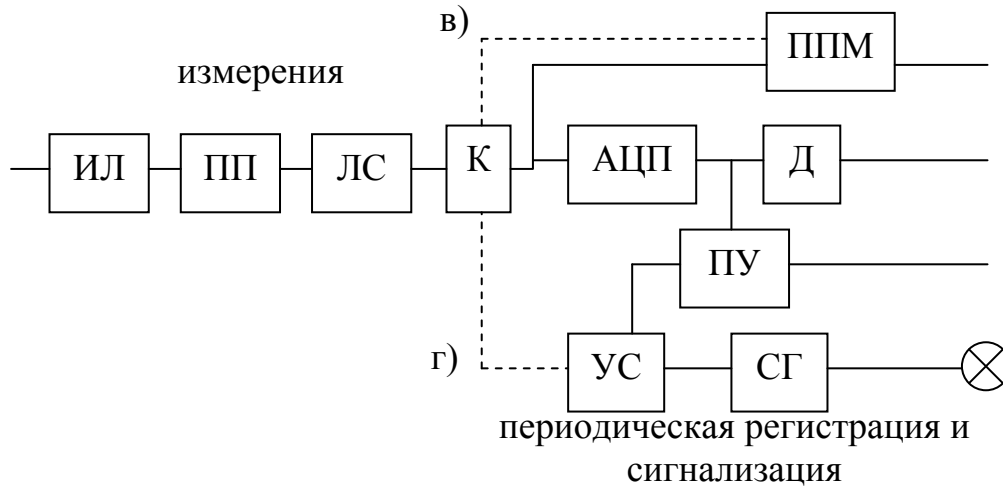 в)
ППМ
измерения
ИЛ
ПП
ЛС
К
АЦП
Д
ПУ
г)
УС
СГ
периодическая регистрация и
сигнализация